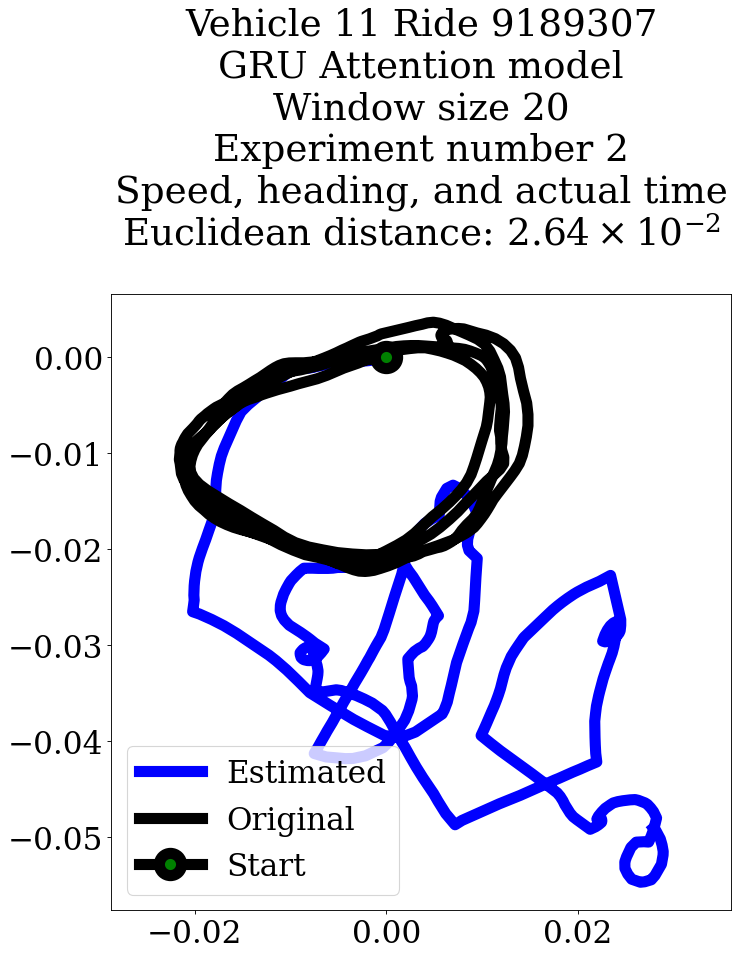 Vehicle 11 Ride 9189307
GRU Attention model
Window size 20
Experiment number 2
Speed, heading, and actual time
Euclidean distance: 2.64 × 10⁻²
0.00
−0.01
−0.02
−0.03
−0.04
−0.05
Estimated
Original
Start
−0.02 0.00 0.02